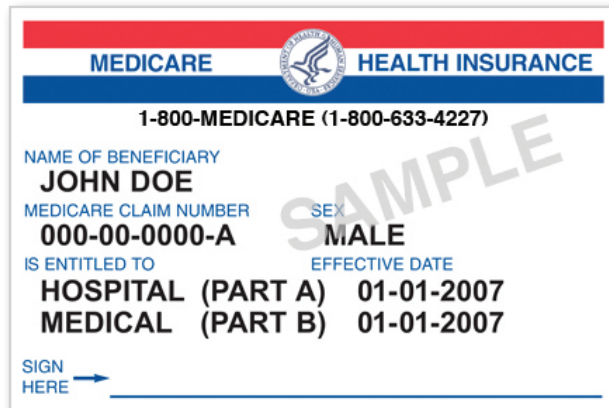 MEDICARE HEALTH INSURANCE
1-800-MEDICARE (1-800-633-4227)
NAME OF BENEFICIARY
JOHN DOE
MEDICARE CLAIM NUMBER SEX
000-00-0000-A MALE
IS ENTITLED TO EFFECTIVE DATE
HOSPITAL (PART A) 01-01-2007
MEDICAL (PART B) 01-01-2007
SIGN
HERE
SAMPLE